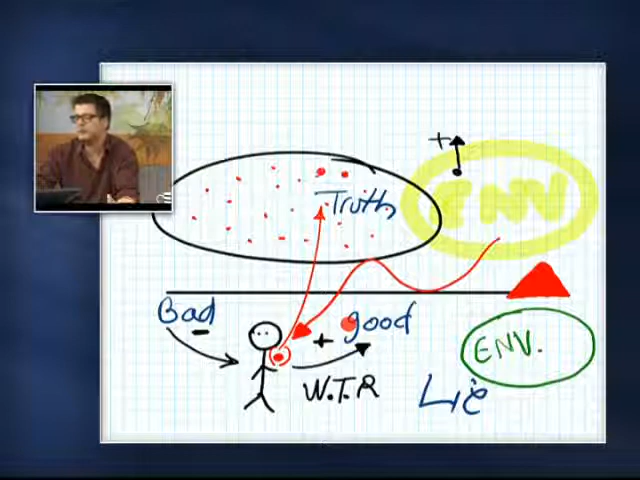 +
ENV
Truth
Bad
good
+
ENV.
W.T.R
Lie